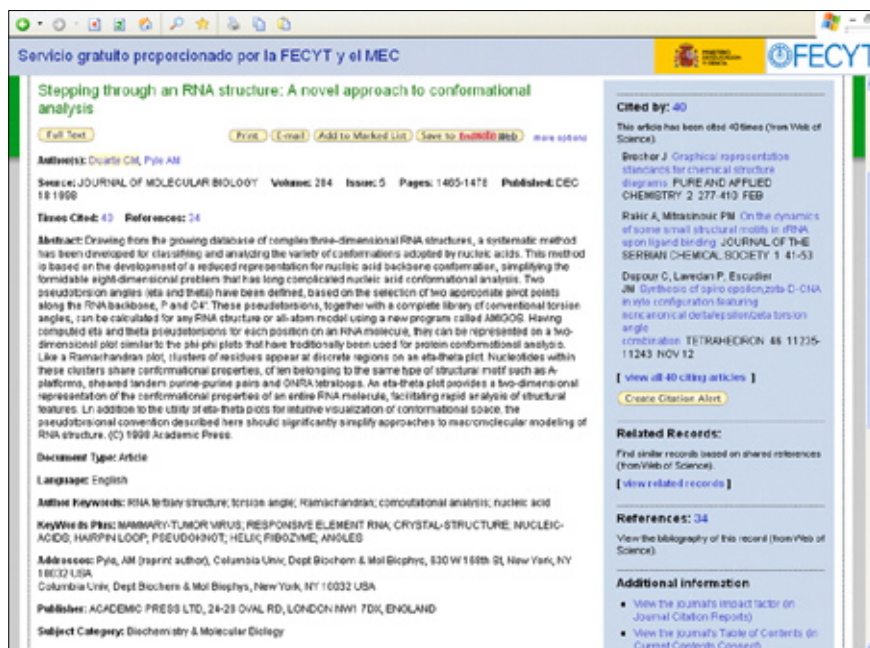 Servicio gratuito proporcionado por la FECYT y el MEC
FECYT
Stepping through an RNA structure: A novel approach to conformational
analysis
Full Text Print E-mail Add to Marked List Save to EndNote Web more options
Author(s): Duarte CM, Pyle AM
Source: JOURNAL OF MOLECULAR BIOLOGY Volume: 284 Issue: 5 Pages: 1465-1478 Published: DEC
18 1998
Times Cited: 40 References: 34
Abstract: Drawing from the growing database of complex three-dimensional RNA structures, a systematic method
has been developed for classifying and analyzing the variety of conformations adopted by nucleic acids. This method
is based on the development of a reduced representation for nucleic acid backbone conformation, simplifying the
formidable eight-dimensional problem that has long complicated nucleic acid conformational analysis. Two
pseudotorsion angles (eta and theta) have been defined, based on the selection of two appropriate pivot points
along the RNA backbone, P and C4'. These pseudotorsions, together with a complete library of conventional torsion
angles, can be calculated for any RNA structure or all-atom model using a new program called AMIGOS. Having
computed eta and theta pseudotorsions for each position on an RNA molecule, they can be represented on a two-
dimensional plot similar to the phi-phi plots that have traditionally been used for protein conformational analysis.
Like a Ramachandran plot, clusters of residues appear at discrete regions on an eta-theta plot. Nucleotides within
these clusters share conformational properties, often belonging to the same type of structural motif such as A-
platforms, sheared tandem purine-purine pairs and GNRA tetraloops. An eta-theta plot provides a two-dimensional
representation of the conformational properties of an entire RNA molecule, facilitating rapid analysis of structural
features. Ln addition to the utility of eta-theta plots for intuitive visualization of conformational space, the
pseudotorsional convention described here should significantly simplify approaches to macromolecular modeling of
RNA structure. (C) 1998 Academic Press.
Document Type: Article
Language: English
Author Keywords: RNA tertiary structure; torsion angle; Ramachandran; computational analysis; nucleic acid
KeyWords Plus: MAMMARY-TUMOR VIRUS; RESPONSIVE ELEMENT RNA; CRYSTAL-STRUCTURE; NUCLEIC-
ACIDS; HAIRPIN LOOP; PSEUDOKNOT; HELIX; RIBOZYME; ANGLES
Addresses: Pyle, AM (reprint author), Columbia Univ, Dept Biochem & Mol Biophys, 630 W 168th St, New York, NY
10032 USA
Columbia Univ, Dept Biochem & Mol Biophys, New York, NY 10032 USA
Publisher: ACADEMIC PRESS LTD, 24-28 OVAL RD, LONDON NW1 7DX, ENGLAND
Subject Category: Biochemistry & Molecular Biology
Cited by: 40
This article has been cited 40 times (from Web of
Science).
Brecher J Graphical representation
standards for chemical structure
diagrams PURE AND APPLIED
CHEMISTRY 2 277-410 FEB
Rakic A, Mitrasinovic PM On the dynamics
of some small structural motifs in rRNA
upon ligand binding JOURNAL OF THE
SERBIAN CHEMICAL SOCIETY 1 41-53
Dupouy C, Lavedan P, Escudier
JM Synthesis of spiro epsilon,zeta-D-CNA
in xylo configuration featuring
noncanonical delta/epsilon/zeta torsion
angle
combination TETRAHEDRON 46 11235-
11243 NOV 12
[ view all 40 citing articles ]
Create Citation Alert
Related Records:
Find similar records based on shared references
(from Web of Science).
[ view related records ]
References: 34
View the bibliography of this record (from Web of
Science).
Additional information
View the journal's impact factor (in
Journal Citation Reports)
View the journal's Table of Contents (in
Current Contents Connect)